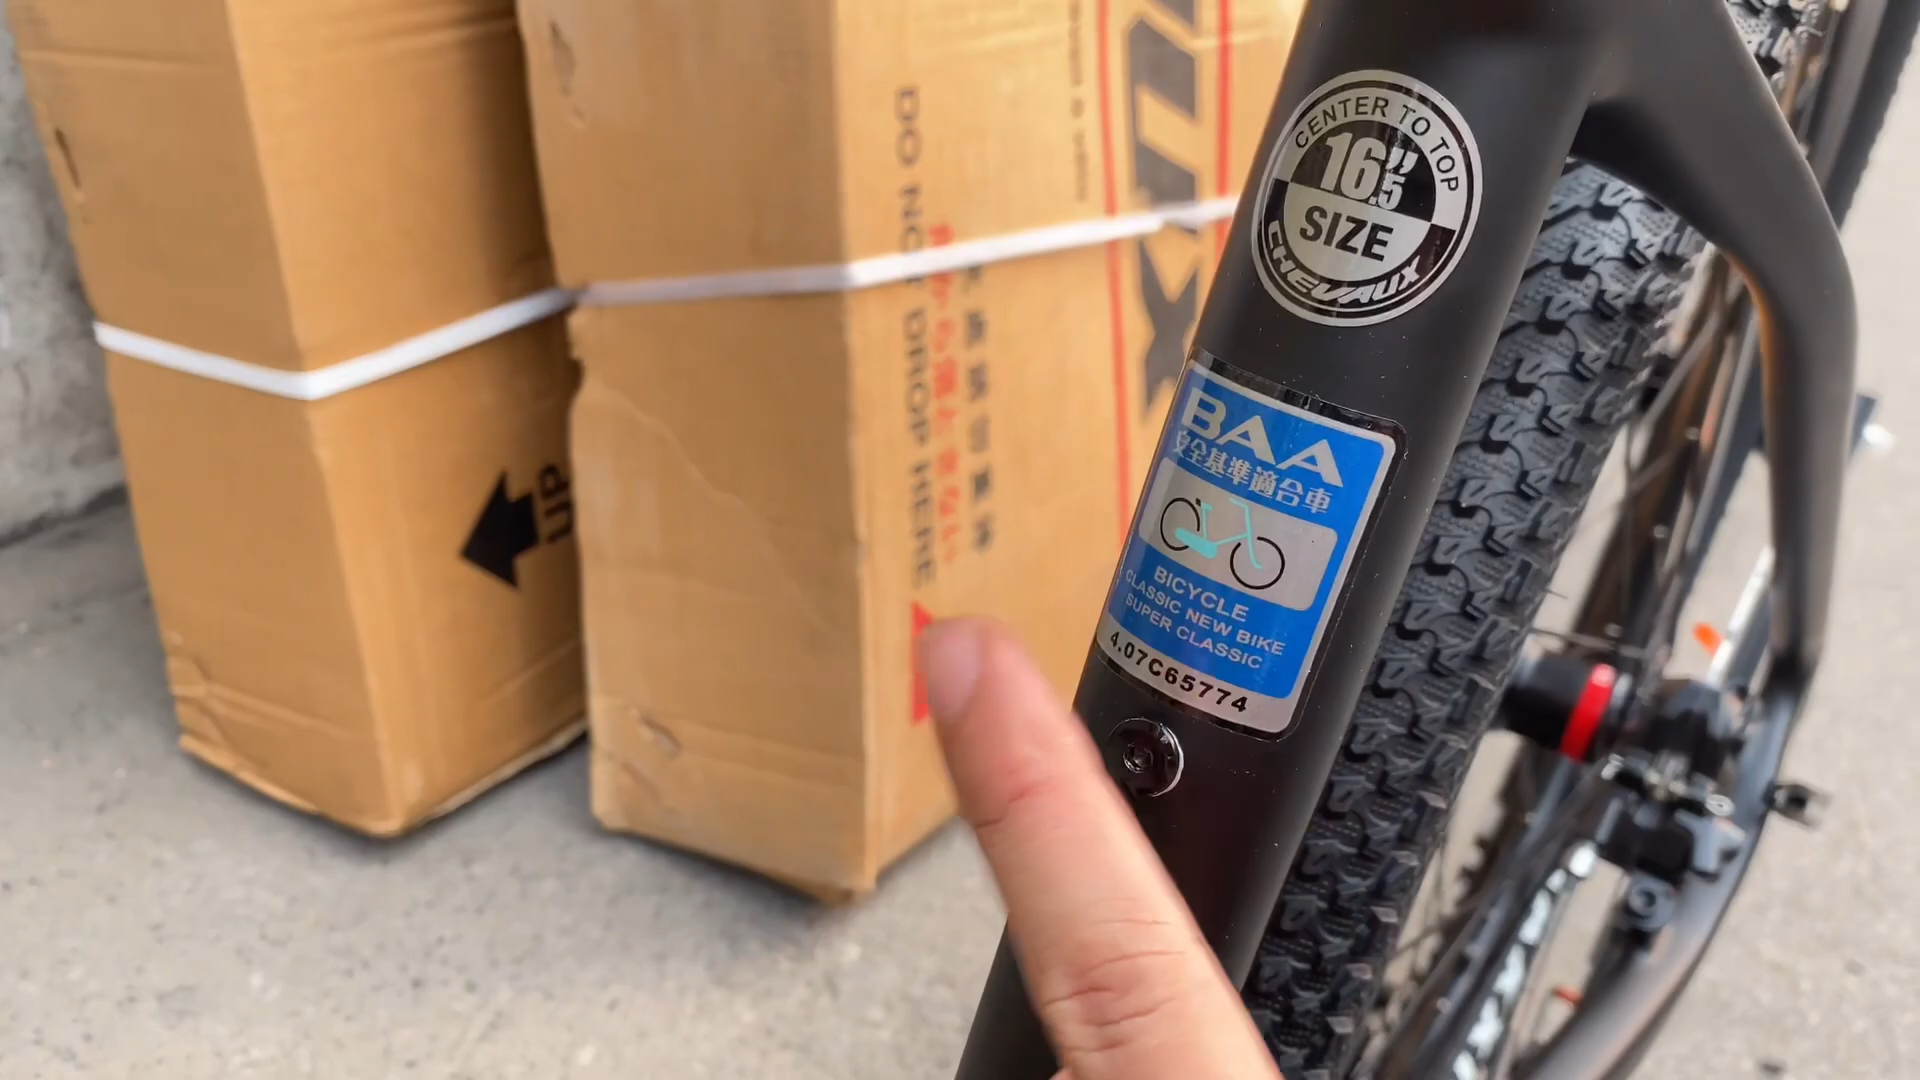 UP
DO NOT DROP HERE
CENTER TO TOP
16.5"
SIZE
CHEVAUX
BAA
安全基準適合車
BICYCLE
CLASSIC NEW BIKE
SUPER CLASSIC
4.07C65774